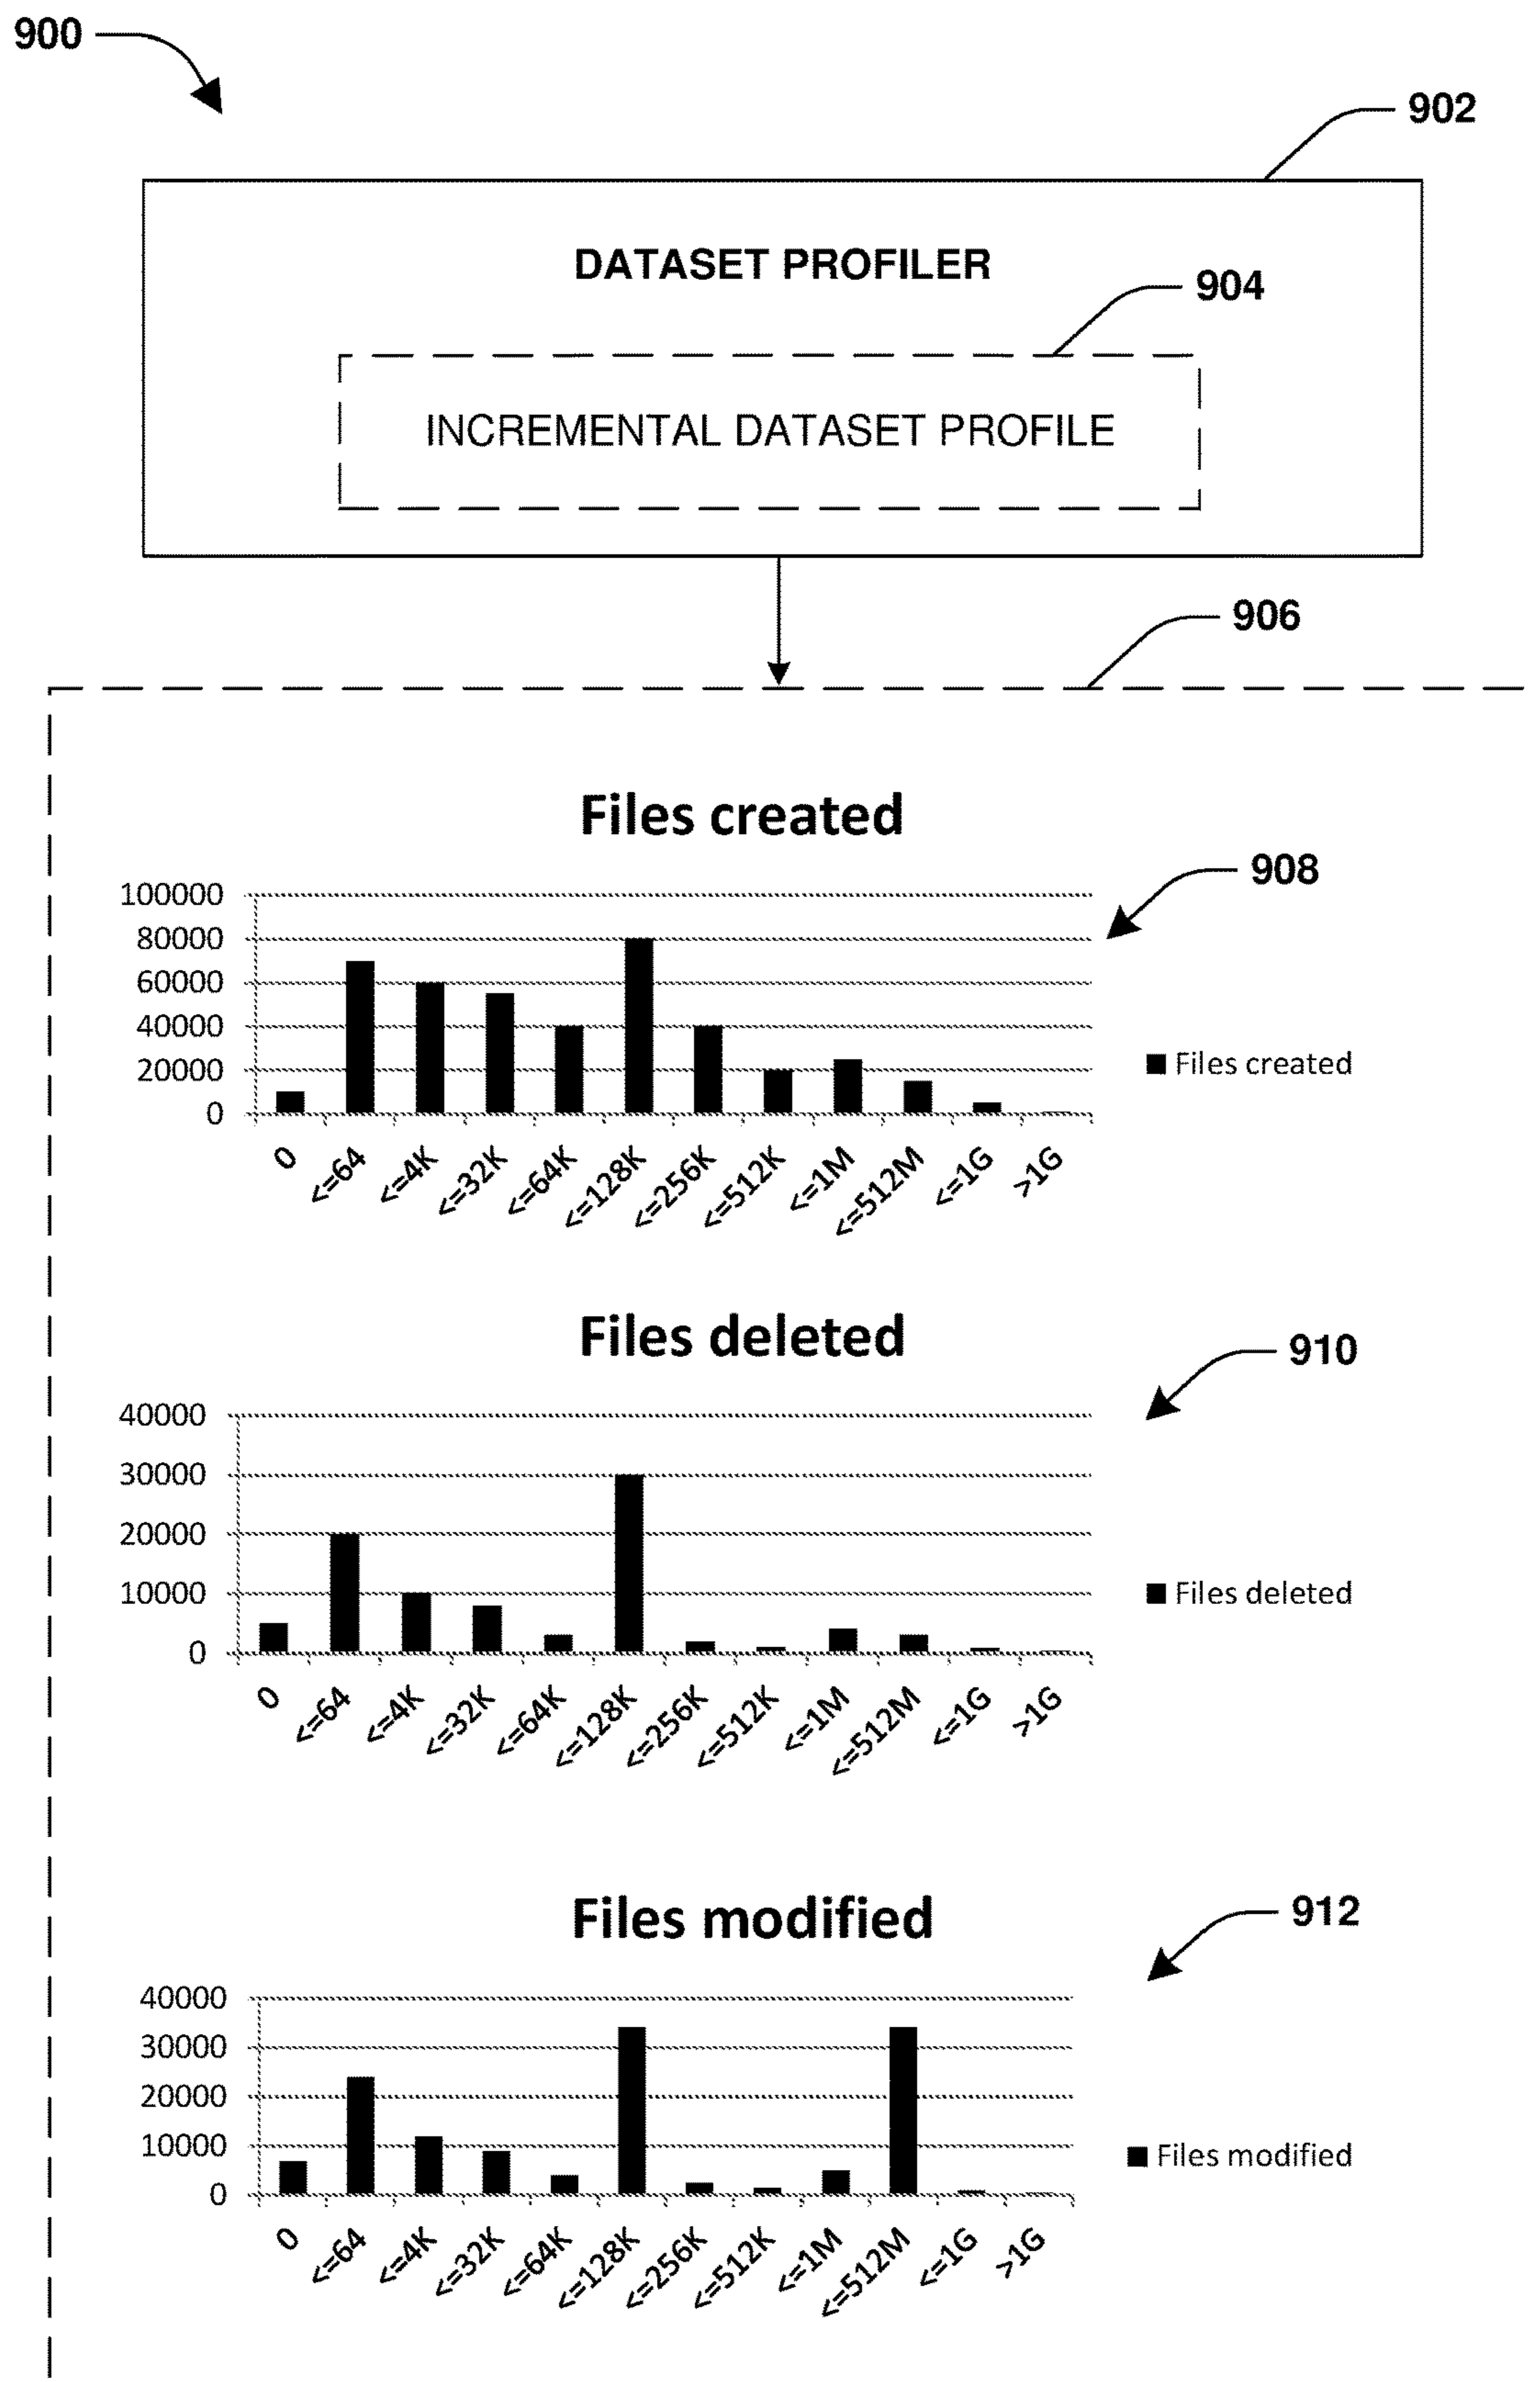 900
902
DATASET PROFILER
904
INCREMENTAL DATASET PROFILE
906
Files created
908
100000
80000
60000
40000
20000
0
Files created
0 <=64 <=4K <=32K <=64K <=128K <=256K <=512K <=1M <=512M <=1G >1G
Files deleted
910
40000
30000
20000
10000
0
Files deleted
0 <=64 <=4K <=32K <=64K <=128K <=256K <=512K <=1M <=512M <=1G >1G
Files modified
912
40000
30000
20000
10000
0
Files modified
0 <=64 <=4K <=32K <=64K <=128K <=256K <=512K <=1M <=512M <=1G >1G